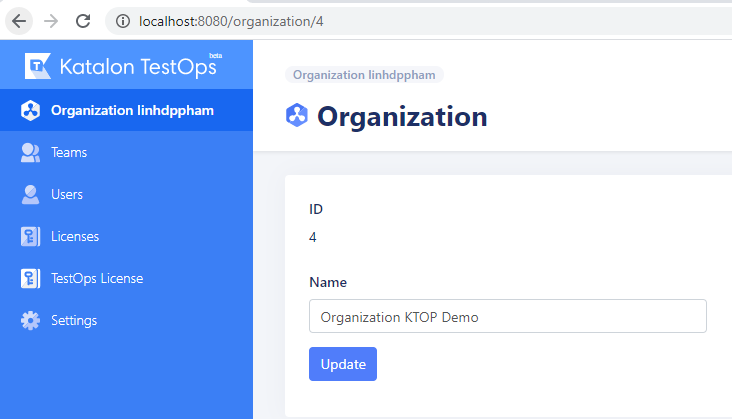 localhost:8080/organization/4
Katalon TestOps beta
Organization linhdppham
Teams
Users
Licenses
TestOps License
Settings
Organization linhdppham
Organization
ID
4
Name
Organization KTOP Demo
Update